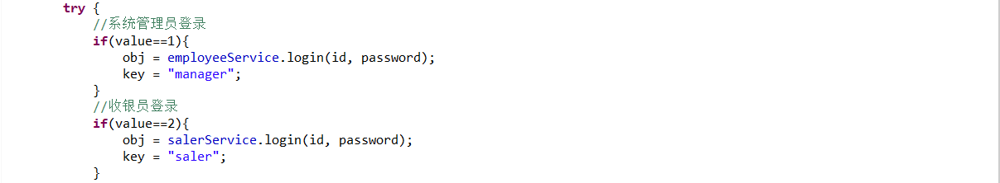 try {
//系统管理员登录
if(value==1){
obj = employeeService.login(id, password);
key = "manager";
}
//收银员登录
if(value==2){
obj = salerService.login(id, password);
key = "saler";
}